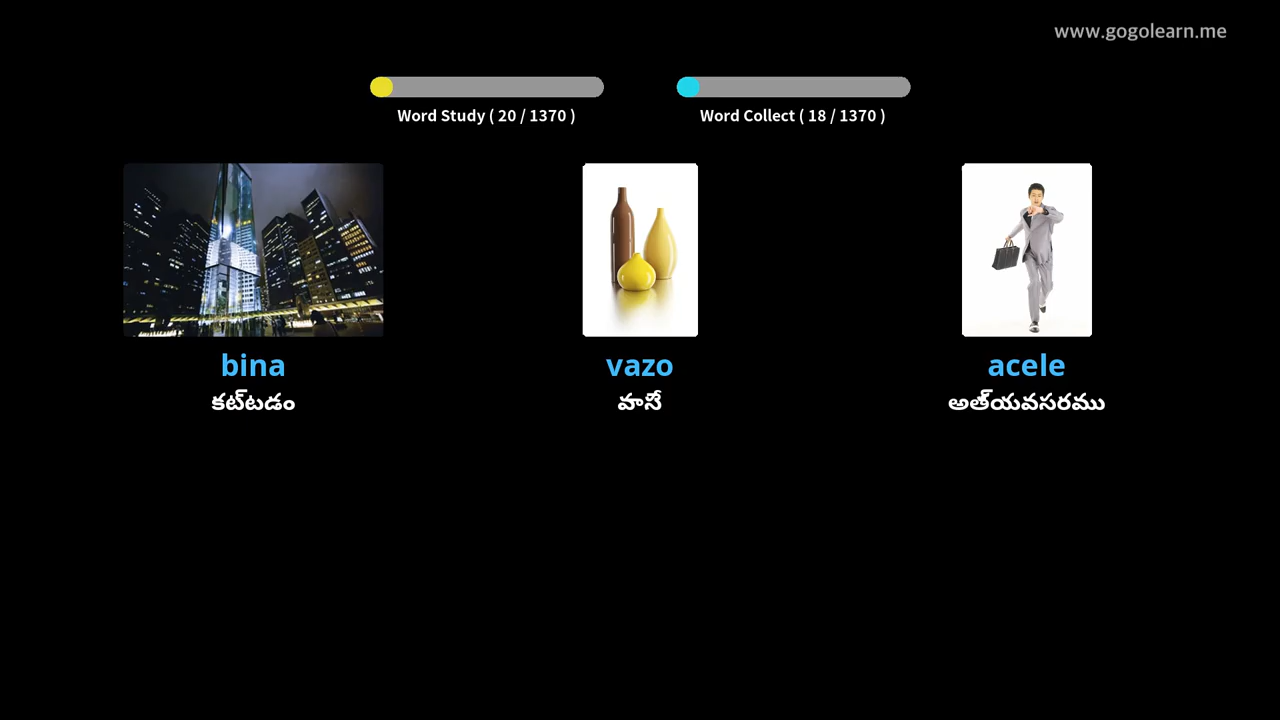 www.gogolearn.me
Word Study ( 20 / 1370 )
Word Collect ( 18 / 1370 )
bina
vazo
acele
కట్టడం
వాసే
అత్యవసరము